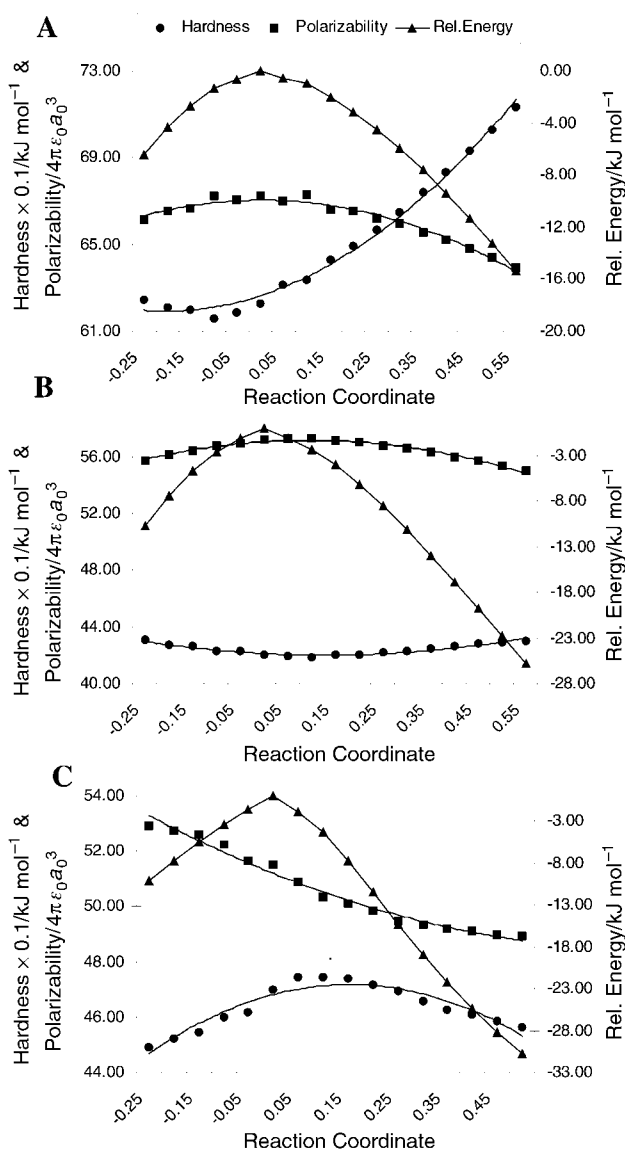 A
Hardness Polarizability Rel.Energy
73.00
69.00
65.00
61.00
Hardness × 0.1/kJ mol⁻¹ &
Polarizability/4πε₀a₀³
0.00
-4.00
-8.00
-12.00
-16.00
-20.00
Rel. Energy/kJ mol⁻¹
-0.25 -0.15 -0.05 0.05 0.15 0.25 0.35 0.45 0.55
Reaction Coordinate
B
56.00
52.00
48.00
44.00
40.00
Hardness × 0.1/kJ mol⁻¹ &
Polarizability/4πε₀a₀³
-3.00
-8.00
-13.00
-18.00
-23.00
-28.00
Rel. Energy/kJ mol⁻¹
-0.25 -0.15 -0.05 0.05 0.15 0.25 0.35 0.45 0.55
Reaction Coordinate
C
54.00
52.00
50.00
48.00
46.00
44.00
Hardness × 0.1/kJ mol⁻¹ &
Polarizability/4πε₀a₀³
-3.00
-8.00
-13.00
-18.00
-23.00
-28.00
-33.00
Rel. Energy/kJ mol⁻¹
-0.25 -0.15 -0.05 0.05 0.15 0.25 0.35 0.45
Reaction Coordinate